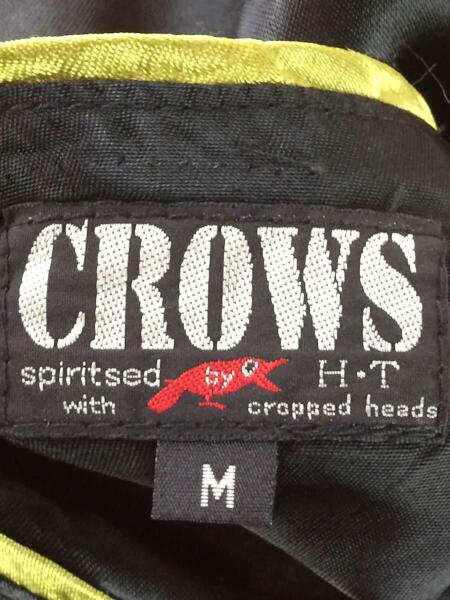 CROWS
spiritsed by H·T
with cropped heads
M